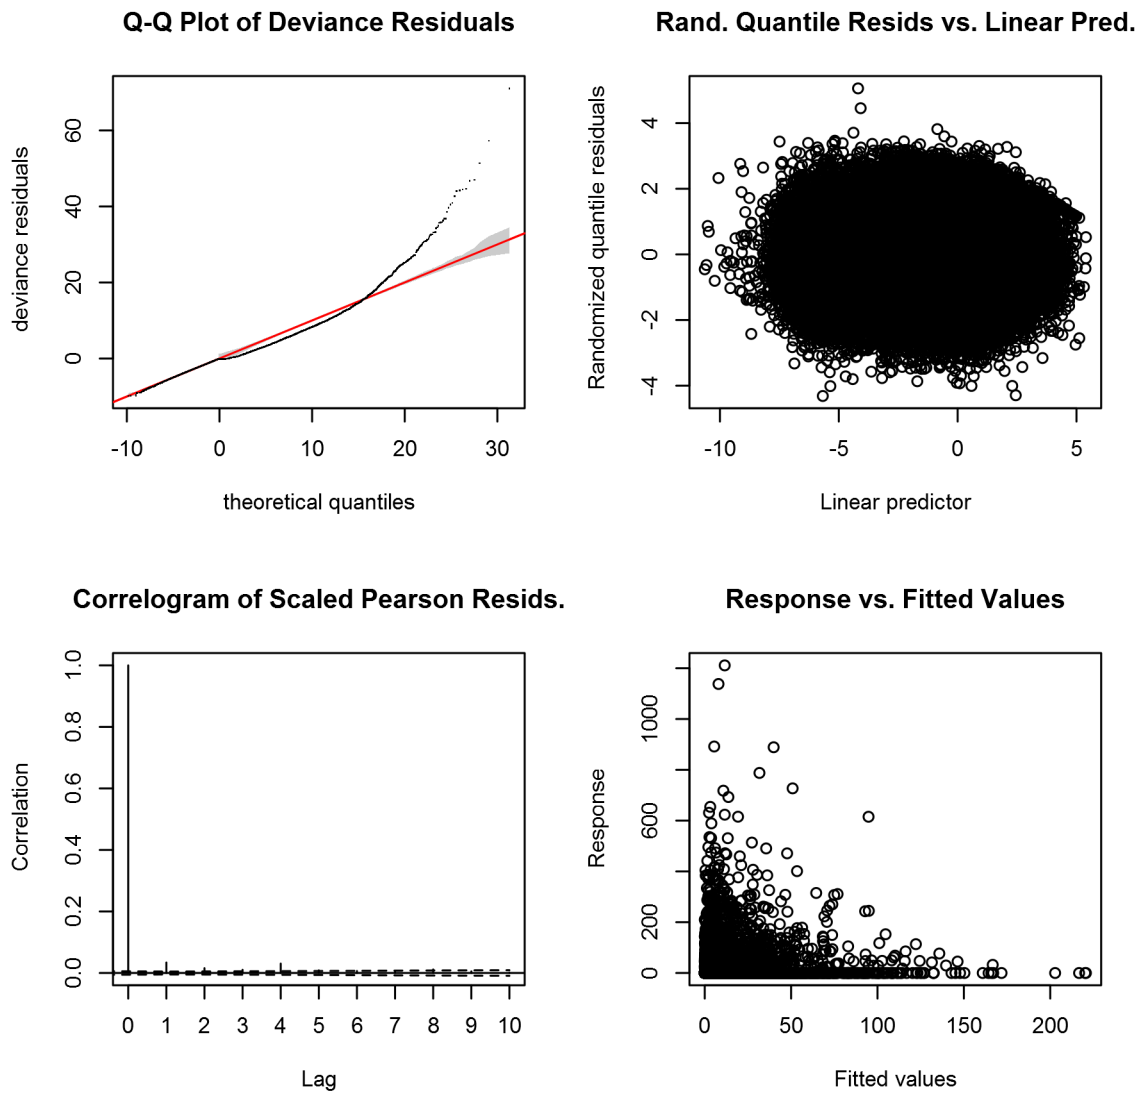 Q-Q Plot of Deviance Residuals
deviance residuals
60
40
20
0
-10 0 10 20 30
theoretical quantiles
Rand. Quantile Resids vs. Linear Pred.
Randomized quantile residuals
4
2
0
-2
-4
-10 -5 0 5
Linear predictor
Correlogram of Scaled Pearson Resids.
Correlation
1.0
0.8
0.6
0.4
0.2
0.0
0 1 2 3 4 5 6 7 8 9 10
Lag
Response vs. Fitted Values
Response
1000
600
200
0
0 50 100 150 200
Fitted values